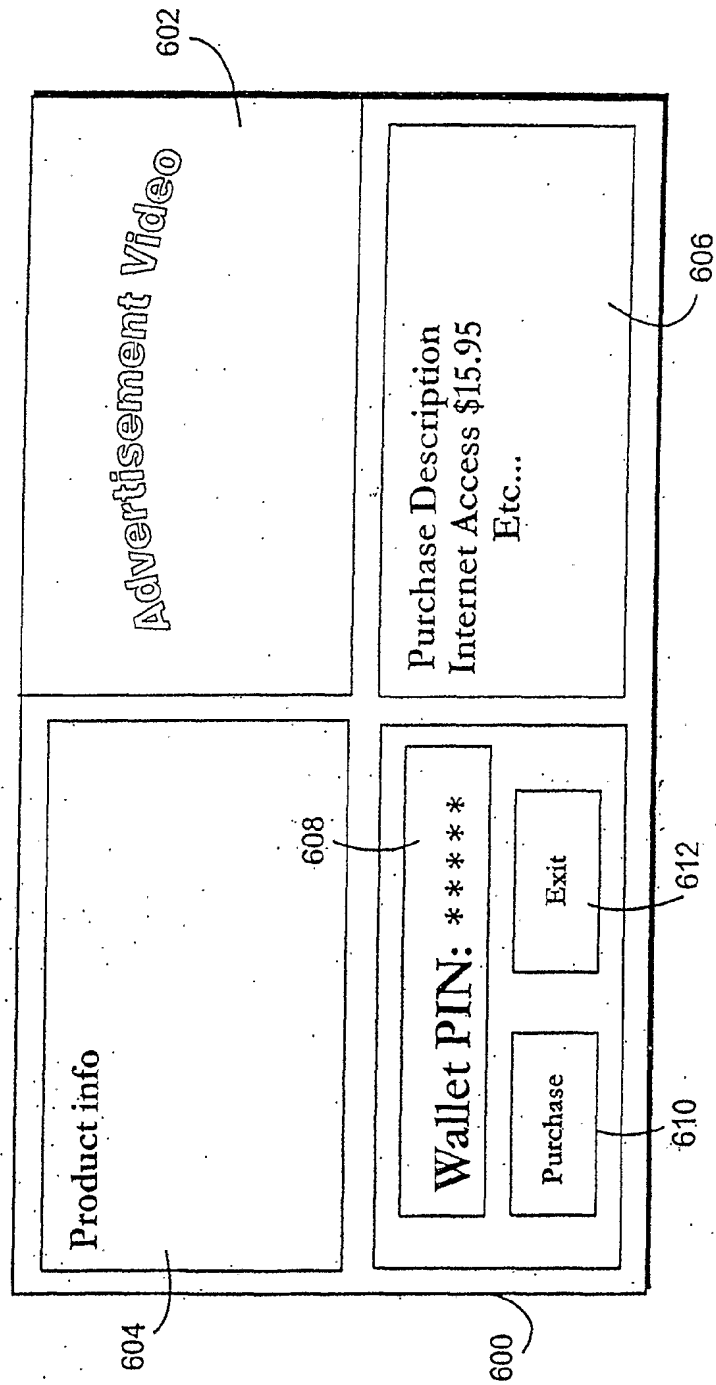 602
Advertisement Video
Product info
604
608
Wallet PIN: *****
Purchase
Exit
610
612
Purchase Description
Internet Access $15.95
Etc...
606
600